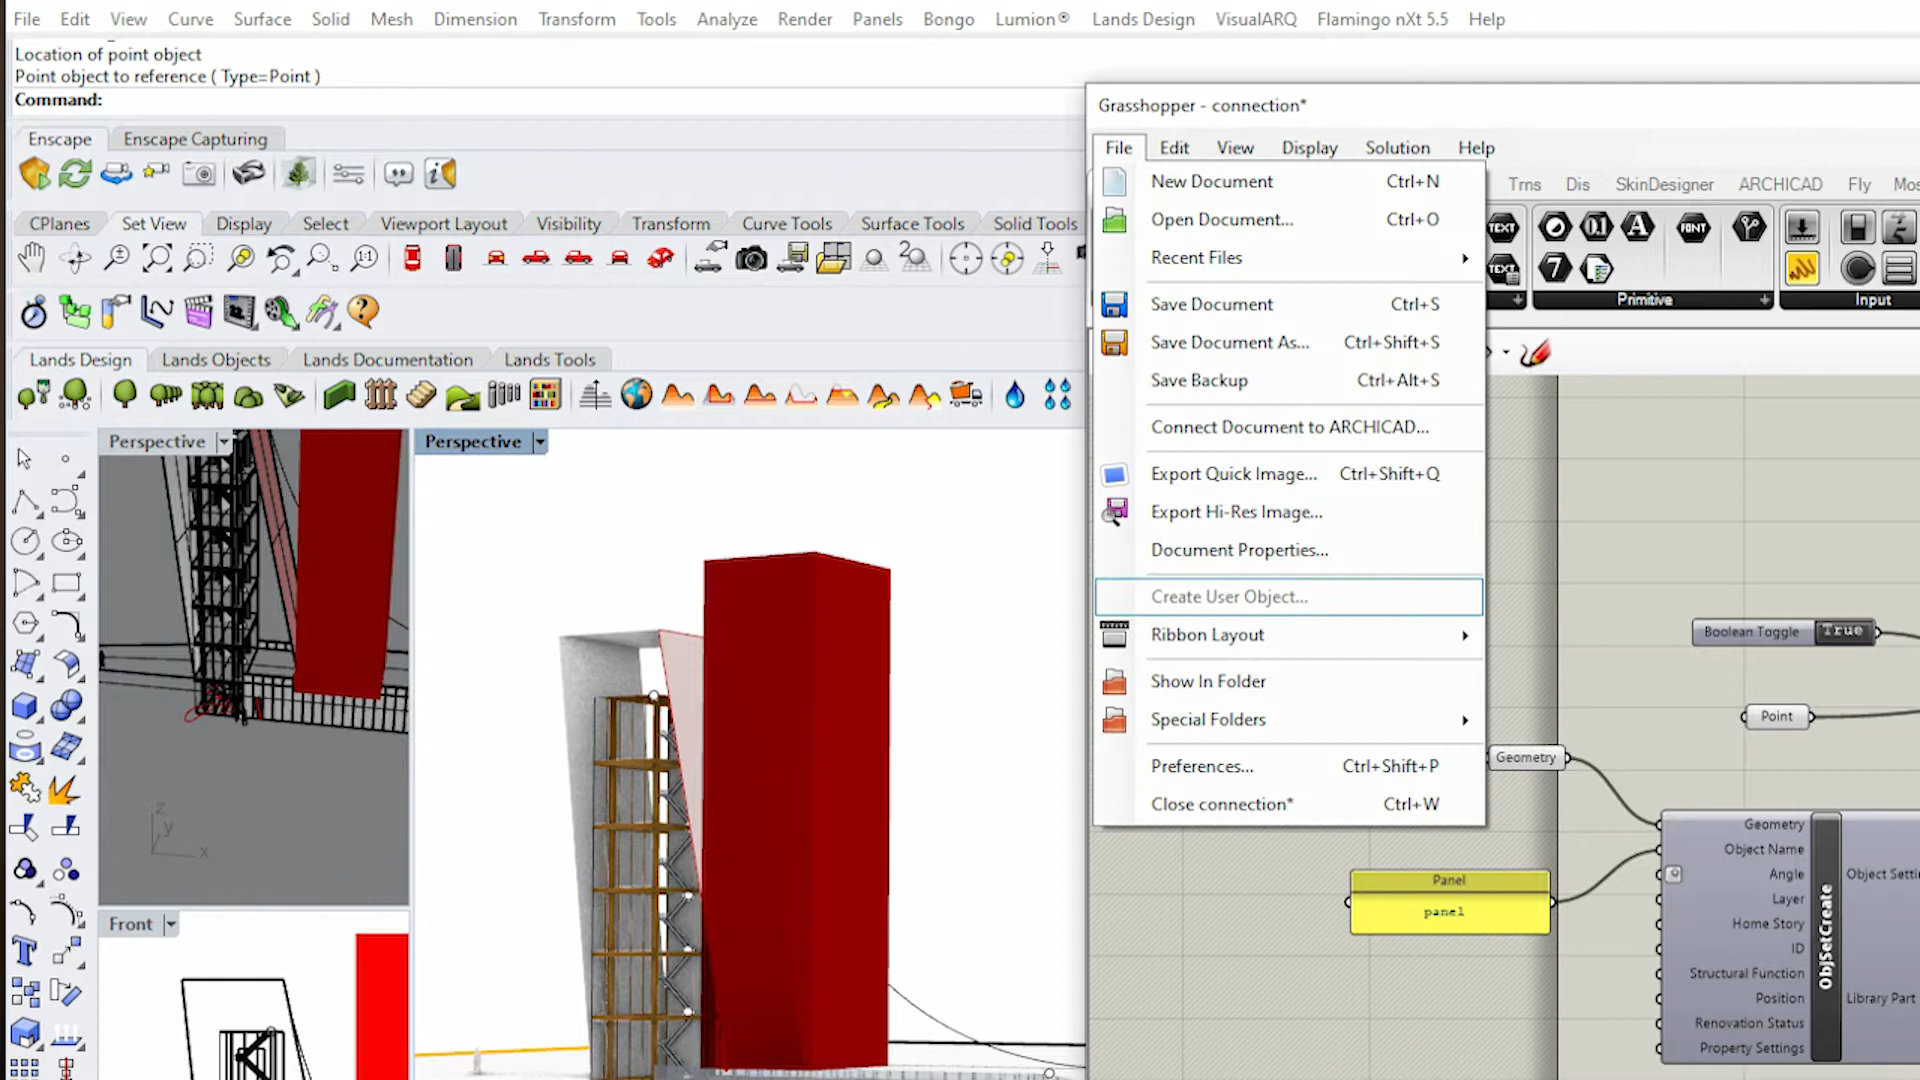 File Edit View Curve Surface Solid Mesh Dimension Transform Tools Analyze Render Panels Bongo Lumion® Lands Design VisualARQ Flamingo nXt 5.5 Help
Location of point object
Point object to reference ( Type=Point )
Command:
Enscape Enscape Capturing
CPlanes Set View Display Select Viewport Layout Visibility Transform Curve Tools Surface Tools Solid Tools
Lands Design Lands Objects Lands Documentation Lands Tools
Perspective
Perspective
z
y
x
Front
Grasshopper - connection*
File Edit View Display Solution Help
Trns Dis SkinDesigner ARCHICAD Fly Mos
TEXT
TEXT
FONT
Primitive
Input
New Document Ctrl+N
Open Document... Ctrl+O
Recent Files
Save Document Ctrl+S
Save Document As... Ctrl+Shift+S
Save Backup Ctrl+Alt+S
Connect Document to ARCHICAD...
Export Quick Image... Ctrl+Shift+Q
Export Hi-Res Image...
Document Properties...
Create User Object...
Ribbon Layout
Show In Folder
Special Folders
Preferences... Ctrl+Shift+P
Close connection* Ctrl+W
Boolean Toggle True
Point
Geometry
Panel
panel
Geometry
Object Name
Angle
Layer
Home Story
ID
Structural Function
Position
Renovation Status
Property Settings
ObjSetCreate
Object Setti
Library Part